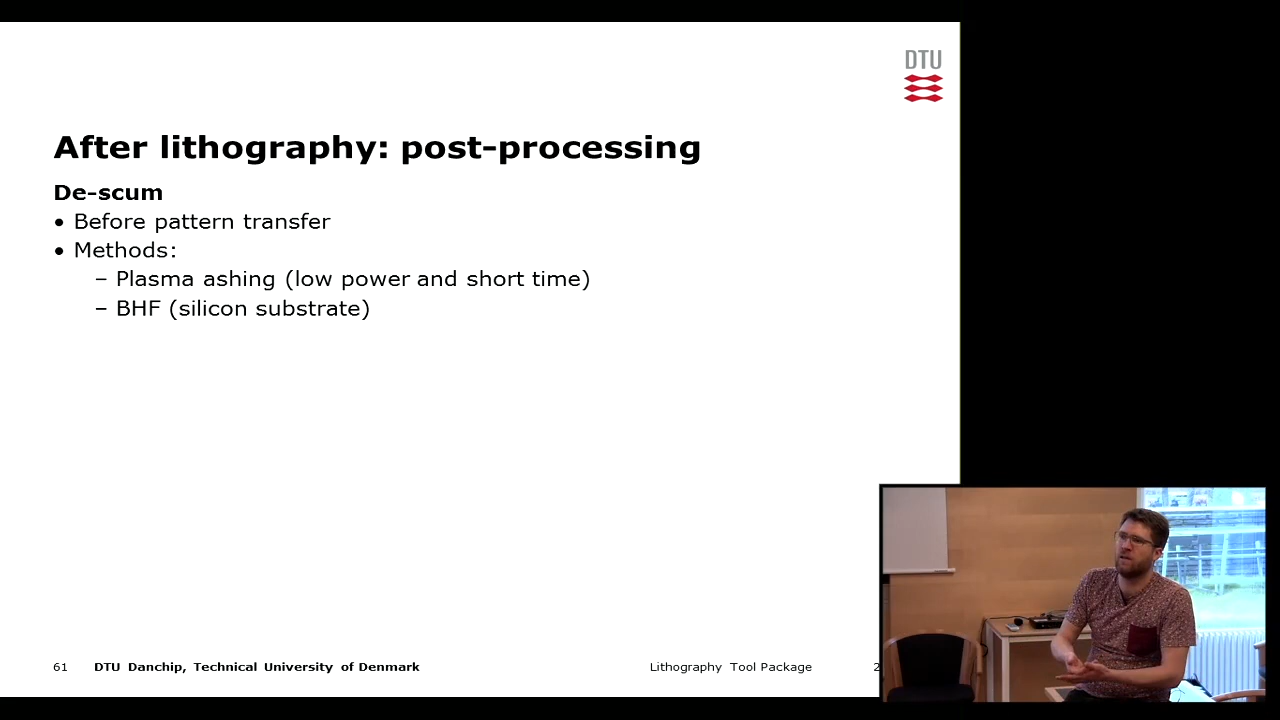 DTU
After lithography: post-processing
De-scum
• Before pattern transfer
• Methods:
– Plasma ashing (low power and short time)
– BHF (silicon substrate)
61 DTU Danchip, Technical University of Denmark Lithography Tool Package 2